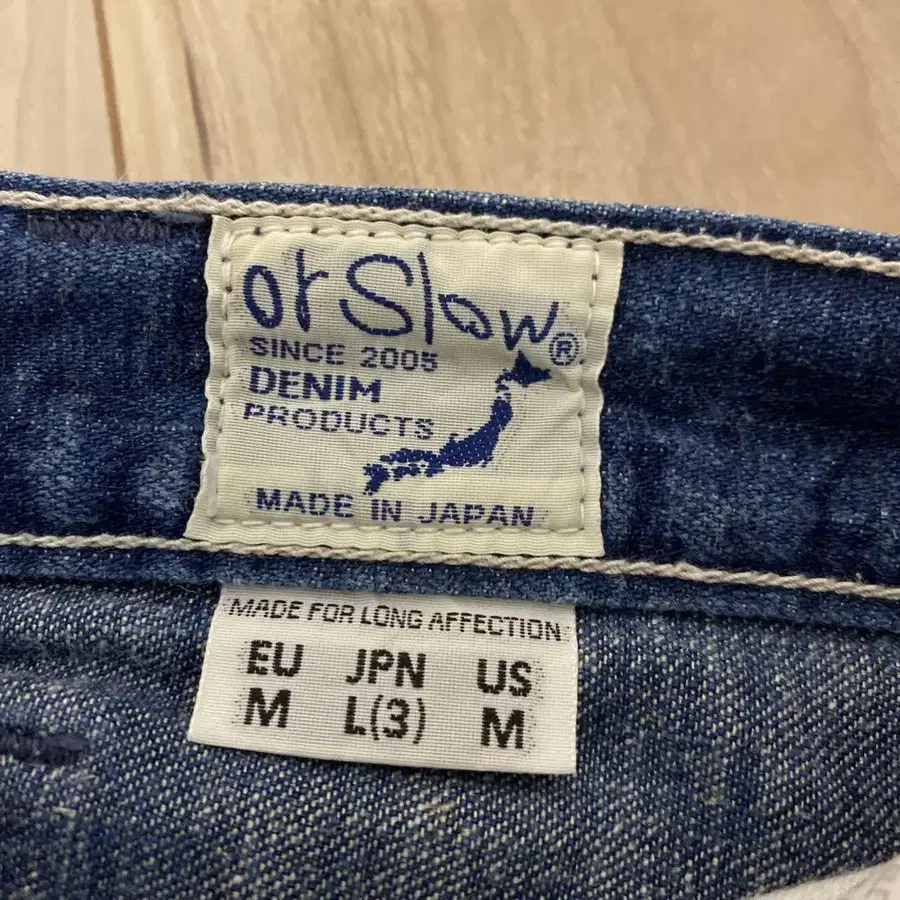 orSlow®
SINCE 2005
DENIM
PRODUCTS
MADE IN JAPAN
MADE FOR LONG AFFECTION
EU JPN US
M L(3) M